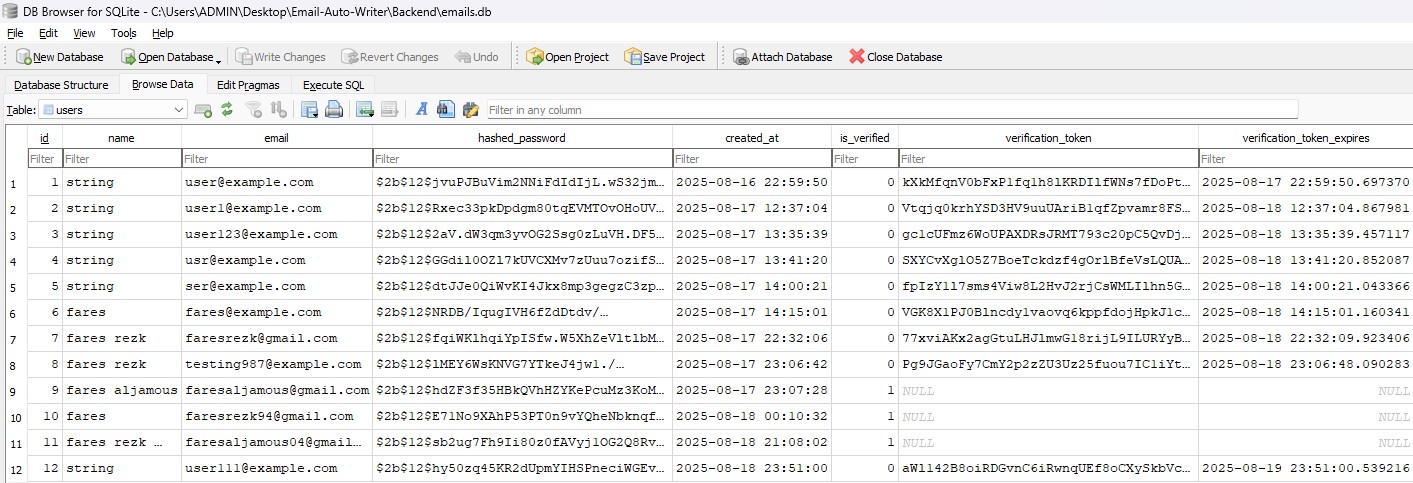 DB Browser for SQLite - C:\Users\ADMIN\Desktop\Email-Auto-Writer\Backend\emails.db
File Edit View Tools Help
New Database Open Database Write Changes Revert Changes Undo Open Project Save Project Attach Database Close Database
Database Structure Browse Data Edit Pragmas Execute SQL
Table: users Filter in any column
id name email hashed_password created_at is_verified verification_token verification_token_expires
Filter Filter Filter Filter Filter Filter Filter Filter
1 1 string user@example.com $2b$12$jvuPJBuVim2NNiFdIdIjL.wS32jm… 2025-08-16 22:59:50 0 kXkMfqnV0bFxP1fq1h8lKRDIlfWNs7fDoPt… 2025-08-17 22:59:50.697370
2 2 string user1@example.com $2b$12$Rxec33pkDpdgm80tqEVMTOvOHoUV… 2025-08-17 12:37:04 0 Vtqjq0krhYSD3HV9uuUAriB1qfZpvamr8FS… 2025-08-18 12:37:04.867981
3 3 string user123@example.com $2b$12$2aV.dW3qm3yvOG2Ssg0zLuVH.DF5… 2025-08-17 13:35:39 0 gc1cUFmz6WoUPAXDRsJRMT793c20pC5QvDj… 2025-08-18 13:35:39.457117
4 4 string usr@example.com $2b$12$GGdil0OZl7kUVCXMv7zUuu7ozifS… 2025-08-17 13:41:20 0 SXYCvXglO5Z7BoeTckdzf4gOrlBfeVsLQUA… 2025-08-18 13:41:20.852087
5 5 string ser@example.com $2b$12$dtJJe0QiWvKI4Jkx8mp3gegzC3zp… 2025-08-17 14:00:21 0 fpIzY1l7sms4Viw8L2HvJ2rjCsWMLIlhn5G… 2025-08-18 14:00:21.043366
6 6 fares fares@example.com $2b$12$NRDB/IqugIVH6fZdDtdv/… 2025-08-17 14:15:01 0 VGK8X1PJ0Blncdy1vaovq6kppfdojHpkJlc… 2025-08-18 14:15:01.160341
7 7 fares rezk faresrezk@gmail.com $2b$12$fqiWKlhqiYpISfw.W5XhZeVltlbM… 2025-08-17 22:32:06 0 77xviAKx2agGtuLHJlmwG18rijL9ILURYyB… 2025-08-18 22:32:09.923406
8 8 fares rezk testing987@example.com $2b$12$lMEY6WsKNVG7YTkeJ4jw1./… 2025-08-17 23:06:42 0 Pg9JGaoFy7CmY2p2zZU3Uz25fuou7IC1iYt… 2025-08-18 23:06:48.090283
9 9 fares aljamous faresaljamous@gmail.com $2b$12$hdZF3f35HBkQVhHZYKePcuMz3KoM… 2025-08-17 23:07:28 1 NULL NULL
10 10 fares faresrezk94@gmail.com $2b$12$E71No9XAhP53PT0n9vYQheNbknqf… 2025-08-18 00:10:32 1 NULL NULL
11 11 fares rezk … faresaljamous04@gmail… $2b$12$sb2ug7Fh9Ii80z0fAVyj1OG2Q8Rv… 2025-08-18 21:08:02 1 NULL NULL
12 12 string user111@example.com $2b$12$hy50zq45KR2dUpmYIHSPneciWGEv… 2025-08-18 23:51:00 0 aWl142B8oiRDGvnC6iRwnqUEf8oCXySkbVc… 2025-08-19 23:51:00.539216